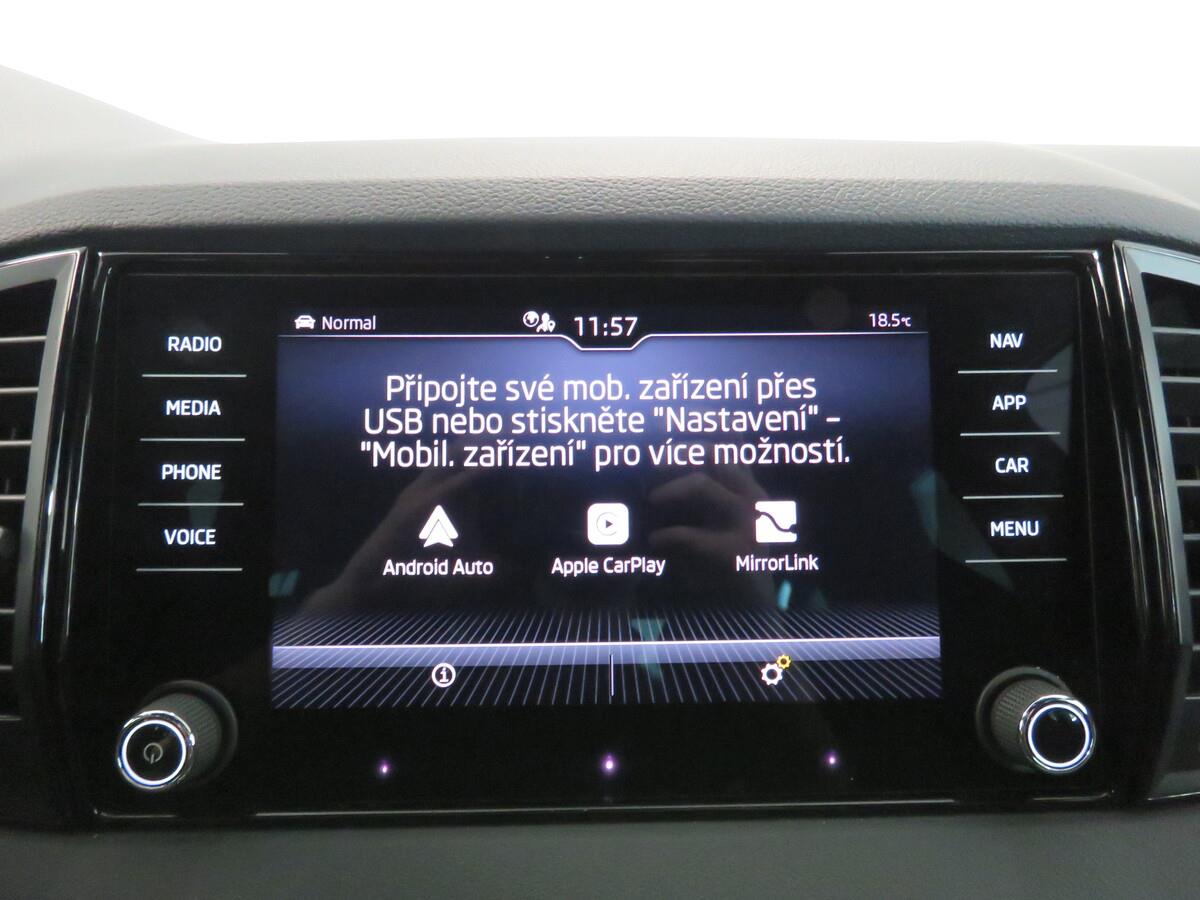 Normal
11:57
18.5°C
RADIO
MEDIA
PHONE
VOICE
Připojte své mob. zařízení přes
USB nebo stiskněte "Nastavení" –
"Mobil. zařízení" pro více možností.
Android Auto
Apple CarPlay
MirrorLink
NAV
APP
CAR
MENU